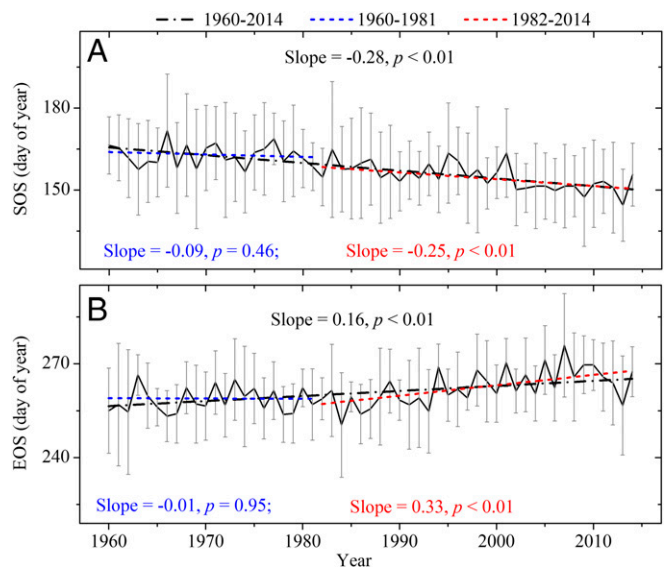 1960-2014 1960-1981 1982-2014
A
Slope = -0.28, p < 0.01
180
150
SOS (day of year)
Slope = -0.09, p = 0.46; Slope = -0.25, p < 0.01
B
Slope = 0.16, p < 0.01
270
240
EOS (day of year)
Slope = -0.01, p = 0.95; Slope = 0.33, p < 0.01
1960 1970 1980 1990 2000 2010
Year